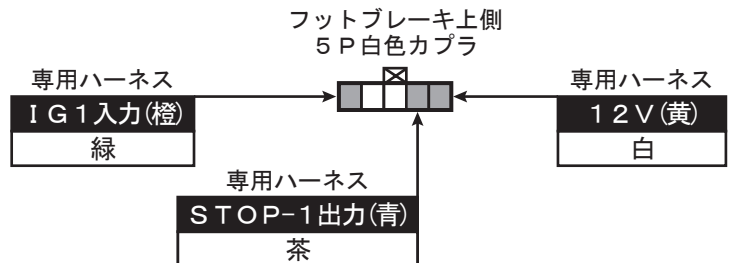 フットブレーキ上側
５Ｐ白色カプラ
専用ハーネス
ＩＧ１入力(橙)
緑
専用ハーネス
１２Ｖ(黄)
白
専用ハーネス
ＳＴＯＰ-１出力(青)
茶